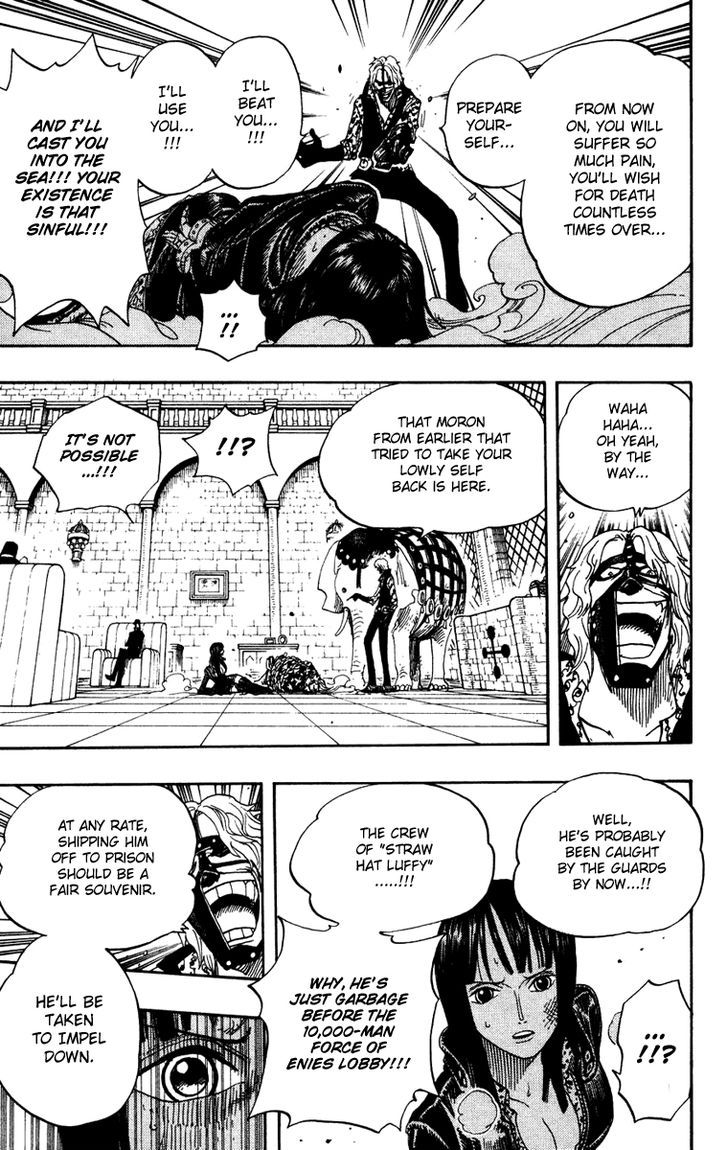 FROM NOW
ON, YOU WILL
SUFFER SO
MUCH PAIN,
YOU'LL WISH
FOR DEATH
COUNTLESS
TIMES OVER...
PREPARE
YOUR-
SELF...
I'LL
BEAT
YOU...
!!!
I'LL
USE
YOU...
!!!
AND I'LL
CAST YOU
INTO THE
SEA!!! YOUR
EXISTENCE
IS THAT
SINFUL!!!
...
!!
WAHA
HAHA...
OH YEAH,
BY THE
WAY...
THAT MORON
FROM EARLIER THAT
TRIED TO TAKE YOUR
LOWLY SELF
BACK IS HERE.
!!?
IT'S NOT
POSSIBLE
...!!!
WELL,
HE'S PROBABLY
BEEN CAUGHT
BY THE GUARDS
BY NOW...!!
...
!!?
THE CREW
OF "STRAW
HAT LUFFY"
.....!!!
WHY, HE'S
JUST GARBAGE
BEFORE THE
10,000-MAN
FORCE OF
ENIES LOBBY!!!
AT ANY RATE,
SHIPPING HIM
OFF TO PRISON
SHOULD BE A
FAIR SOUVENIR.
HE'LL BE
TAKEN
TO IMPEL
DOWN.